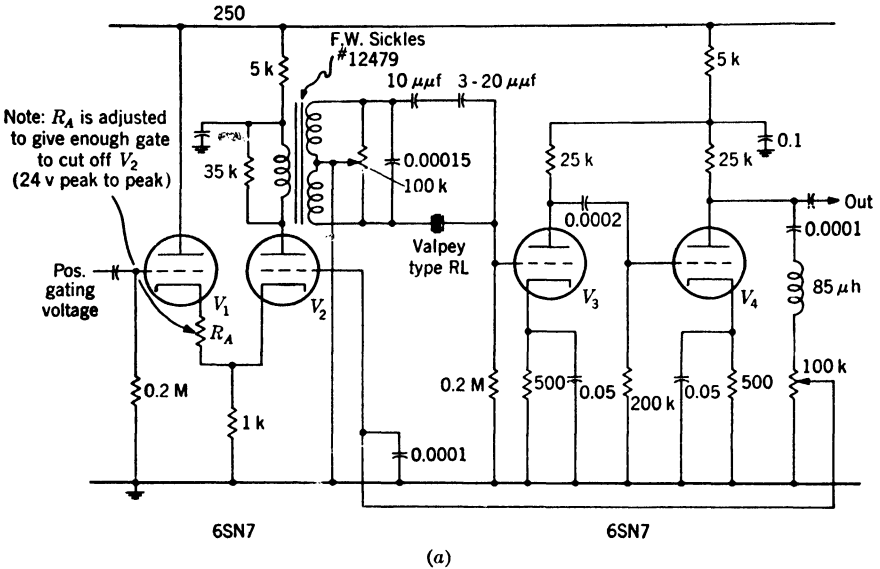 250
F.W. Sickles
#12479
5 k
5 k
10 μμf
3 - 20 μμf
Note: R_A is adjusted
to give enough gate
to cut off V_2
(24 v peak to peak)
35 k
0.00015
100 k
25 k
25 k
0.1
0.0002
Out
0.0001
Valpey
type RL
Pos.
gating
voltage
V_1
V_2
V_3
V_4
85 μh
R_A
0.2 M
1 k
0.2 M
500
0.05
200 k
0.05
500
100 k
0.0001
6SN7
6SN7
(a)